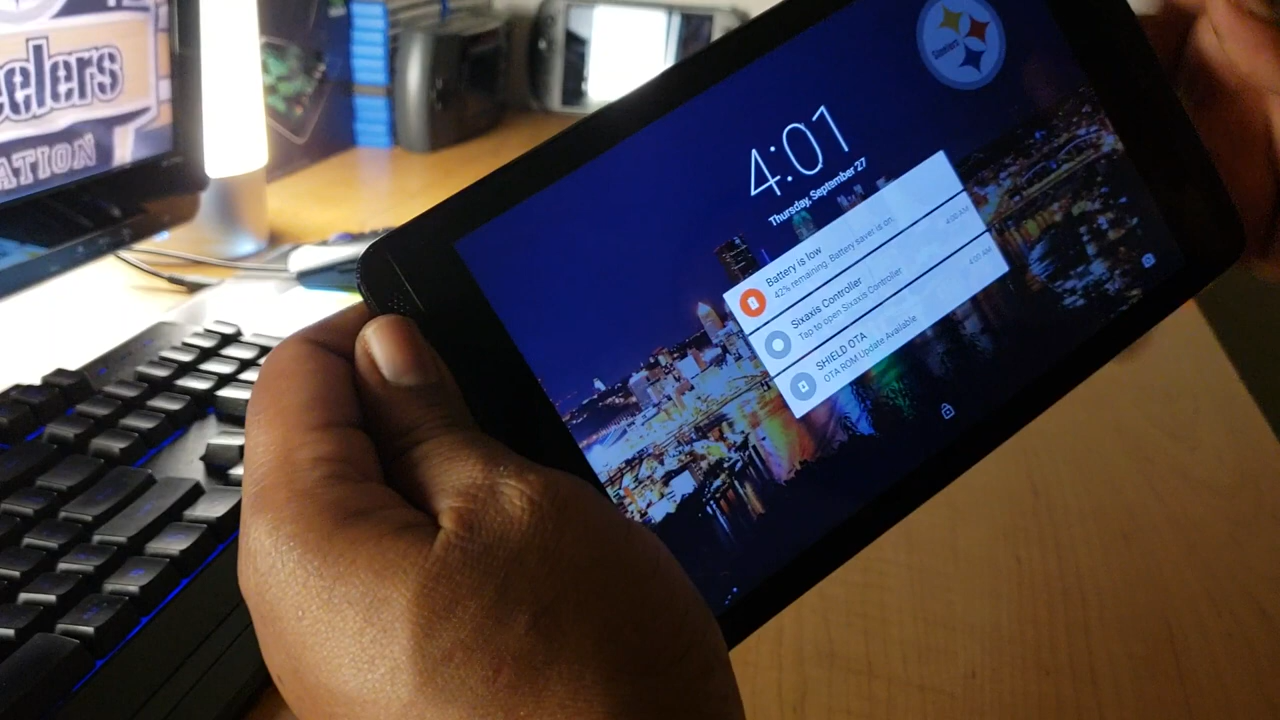 eelers
ATION
Steelers
4:01
Thursday, September 27
Battery is low
42% remaining. Battery saver is on.
Sixaxis Controller
4:00 AM
Tap to open Sixaxis Controller
SHIELD OTA
4:00 AM
OTA ROM Update Available